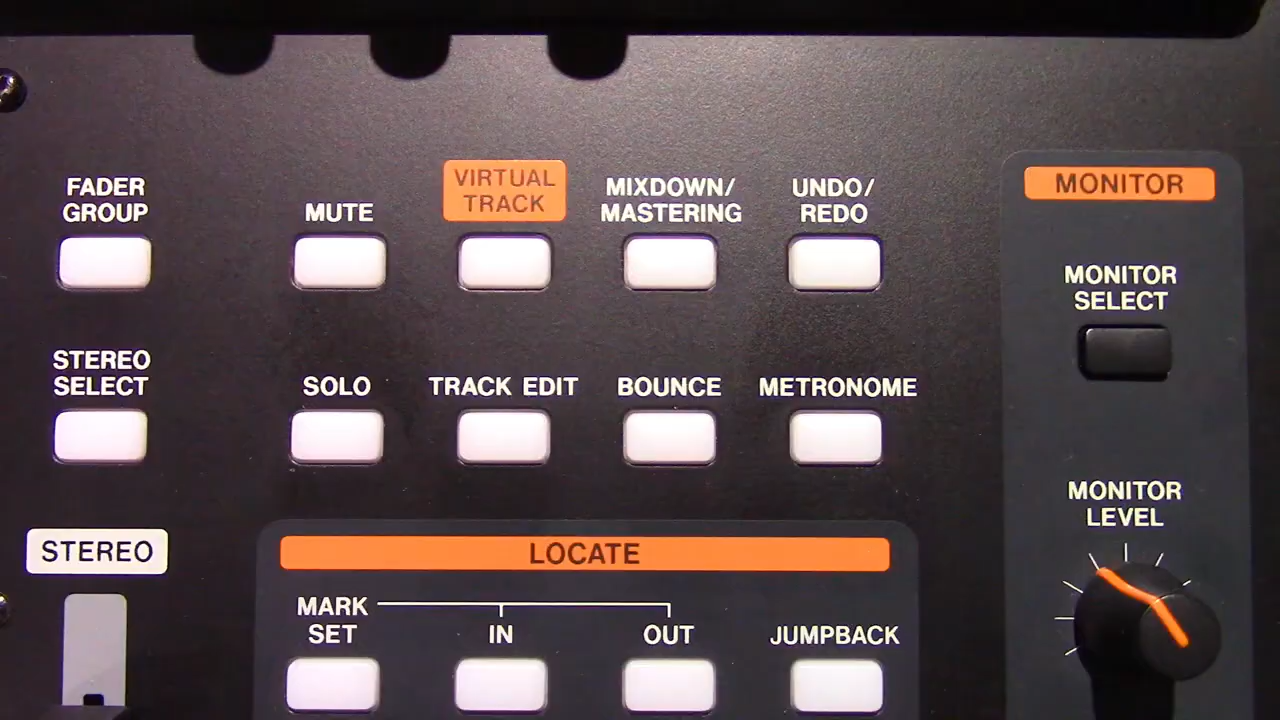 FADER
GROUP
MUTE
VIRTUAL
TRACK
MIXDOWN/
MASTERING
UNDO/
REDO
MONITOR
MONITOR
SELECT
STEREO
SELECT
SOLO
TRACK EDIT
BOUNCE
METRONOME
MONITOR
LEVEL
STEREO
LOCATE
MARK
SET
IN
OUT
JUMPBACK